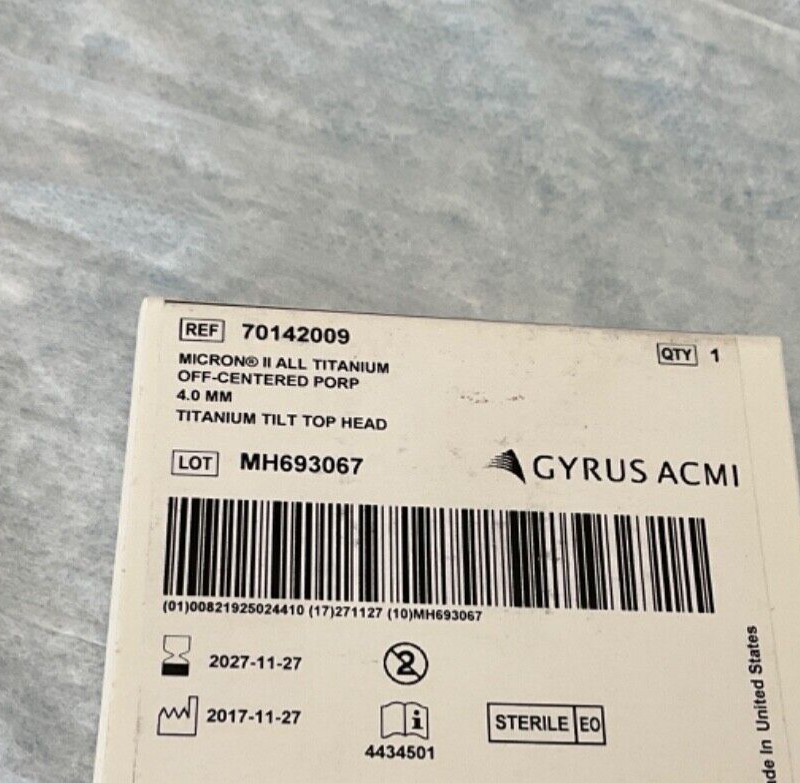 REF 70142009
QTY 1
MICRON® II ALL TITANIUM
OFF-CENTERED PORP
4.0 MM
TITANIUM TILT TOP HEAD
LOT MH693067
GYRUS ACMI
(01)00821925024410 (17)271127 (10)MH693067
2027-11-27
2
2017-11-27
i
4434501
STERILE EO
In United States